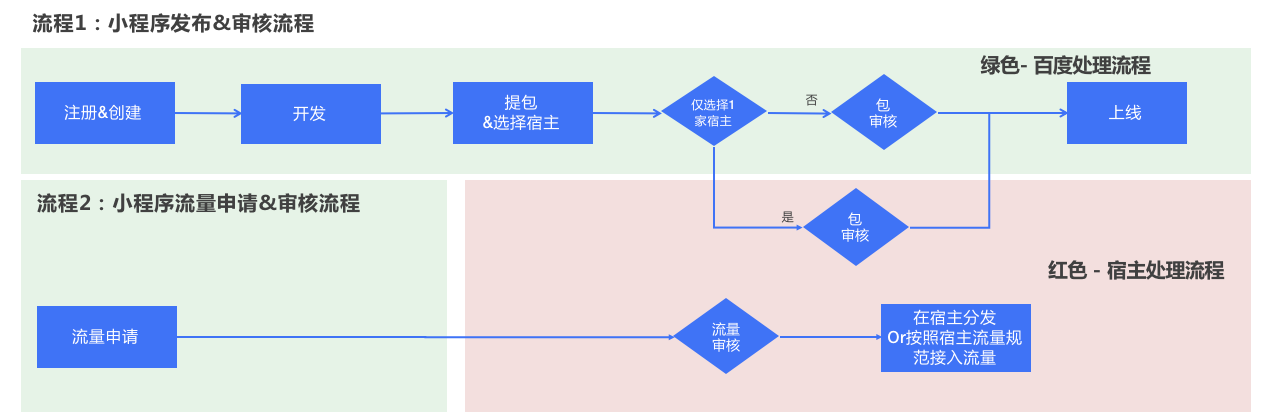 流程1：小程序发布&审核流程
绿色- 百度处理流程
注册&创建
开发
提包
&选择宿主
仅选择1
家宿主
否
包
审核
上线
流程2：小程序流量申请&审核流程
是
包
审核
红色 - 宿主处理流程
流量申请
流量
审核
在宿主分发
Or按照宿主流量规
范接入流量